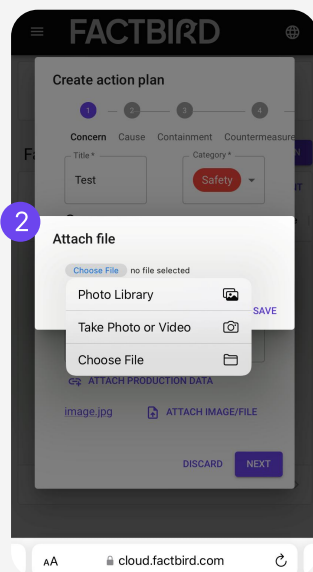 FACTBIRD
Create action plan
1 2 3 4
Concern Cause Containment Countermeasure
Title* Category*
Test Safety
2
Attach file
Choose File no file selected
Photo Library
SAVE
Take Photo or Video
Choose File
ATTACH PRODUCTION DATA
image.jpg ATTACH IMAGE/FILE
DISCARD NEXT
AA cloud.factbird.com